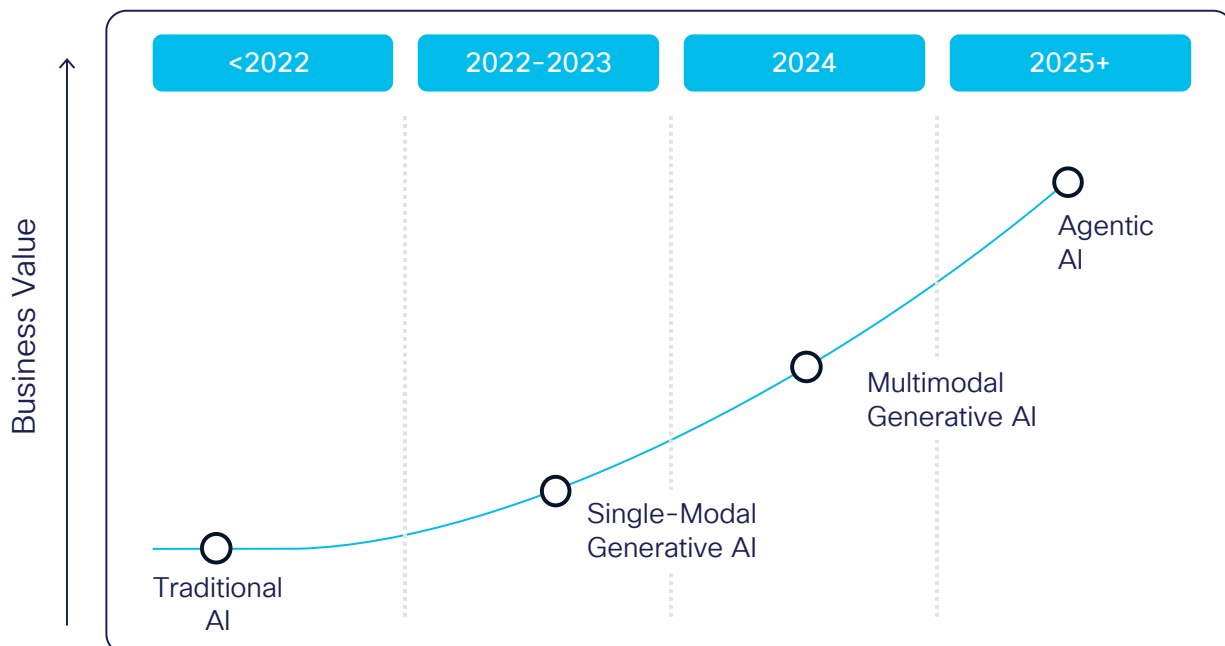 <2022
2022-2023
2024
2025+
Business Value
Agentic
AI
Multimodal
Generative AI
Single-Modal
Generative AI
Traditional
AI